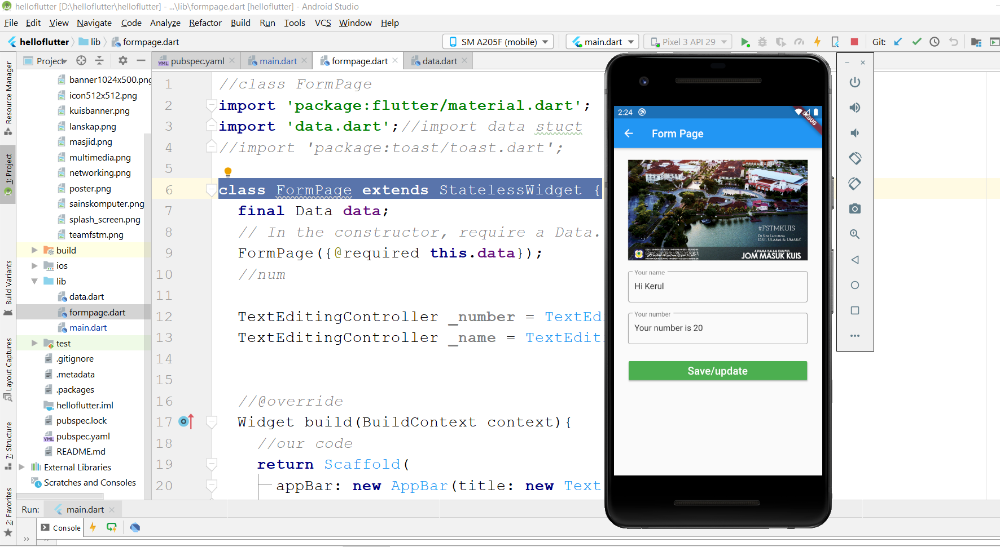 helloflutter [D:\helloflutter\helloflutter] - ...\lib\formpage.dart [helloflutter] - Android Studio
File Edit View Navigate Code Analyze Refactor Build Run Tools VCS Window Help
helloflutter lib formpage.dart SM A205F (mobile) main.dart Pixel 3 API 29 Git:
Project pubspec.yaml main.dart formpage.dart data.dart
Resource Manager
1: Project
Build Variants
Layout Captures
7: Structure
2: Favorites
banner1024x500.png
icon512x512.png
kuisbanner.png
lanskap.png
masjid.png
multimedia.png
networking.png
poster.png
sainskomputer.png
splash_screen.png
teamfstm.png
build
ios
lib
data.dart
formpage.dart
main.dart
test
.gitignore
.metadata
.packages
helloflutter.iml
pubspec.lock
YML pubspec.yaml
README.md
External Libraries
Scratches and Consoles
1 //class FormPage
2 import 'package:flutter/material.dart';
3 import 'data.dart';//import data stuct
4 //import 'package:toast/toast.dart';
5
6 class FormPage extends StatelessWidget {
7 final Data data;
8 // In the constructor, require a Data.
9 FormPage({@required this.data});
10 //num
11
12 TextEditingController _number = TextEdi
13 TextEditingController _name = TextEditi
14
15
16 //@override
17 Widget build(BuildContext context){
18 //our code
19 return Scaffold(
20 appBar: new AppBar(title: new Text
2:24
DEBUG
Form Page
#FSTMKUIS
Di Sini Lahirnya
Da'i, Ulama & Umara'
ASRAMA DALAM KAMPUS
JOM MASUK KUIS
Your name
Hi Kerul
Your number
Your number is 20
Save/update
Run: main.dart
Console